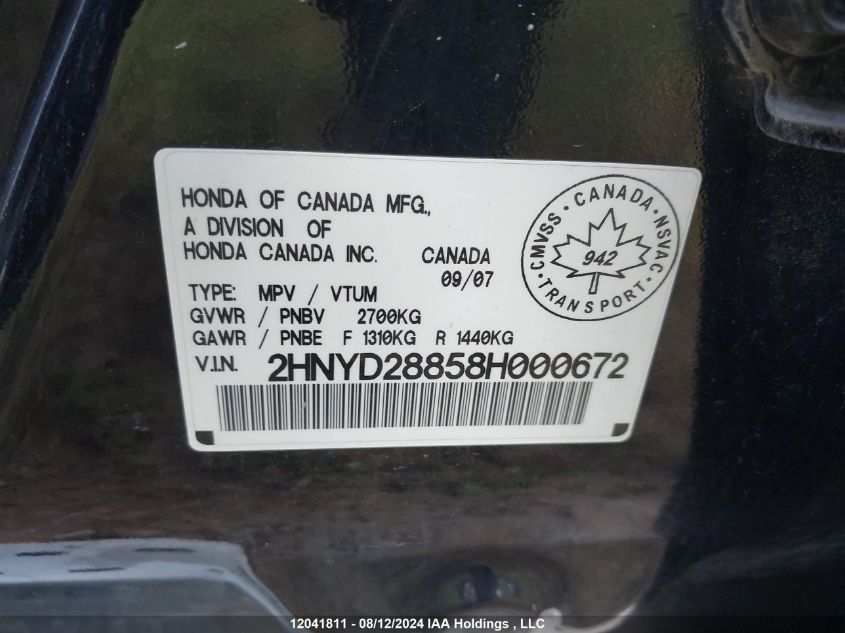 HONDA OF CANADA MFG.,
A DIVISION OF
HONDA CANADA INC. CANADA
09/07
TYPE: MPV / VTUM
GVWR / PNBV 2700KG
GAWR / PNBE F 1310KG R 1440KG
V.I.N. 2HNYD28858H000672
CMVSS · CANADA · NSVAC
942
· TRANSPORT ·
12041811 - 08/12/2024 IAA Holdings , LLC